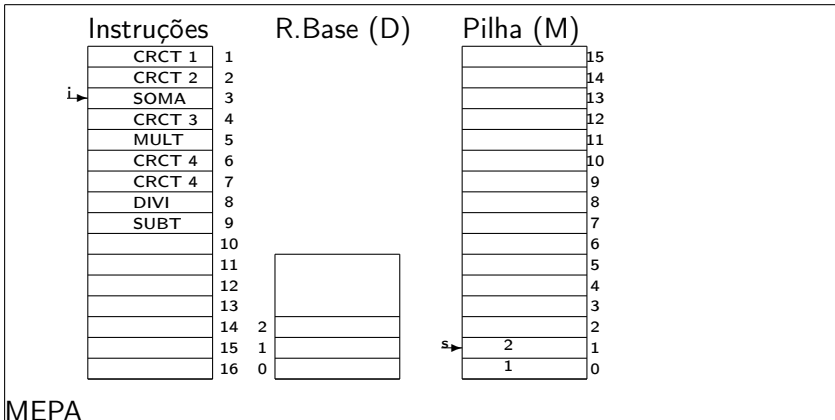 Instruções R.Base (D) Pilha (M)
CRCT 1 1 15
CRCT 2 2 14
i SOMA 3 13
CRCT 3 4 12
MULT 5 11
CRCT 4 6 10
CRCT 4 7 9
DIVI 8 8
SUBT 9 7
10 6
11 5
12 4
13 3
14 2 2
15 1 s 2 1
16 0 1 0
MEPA